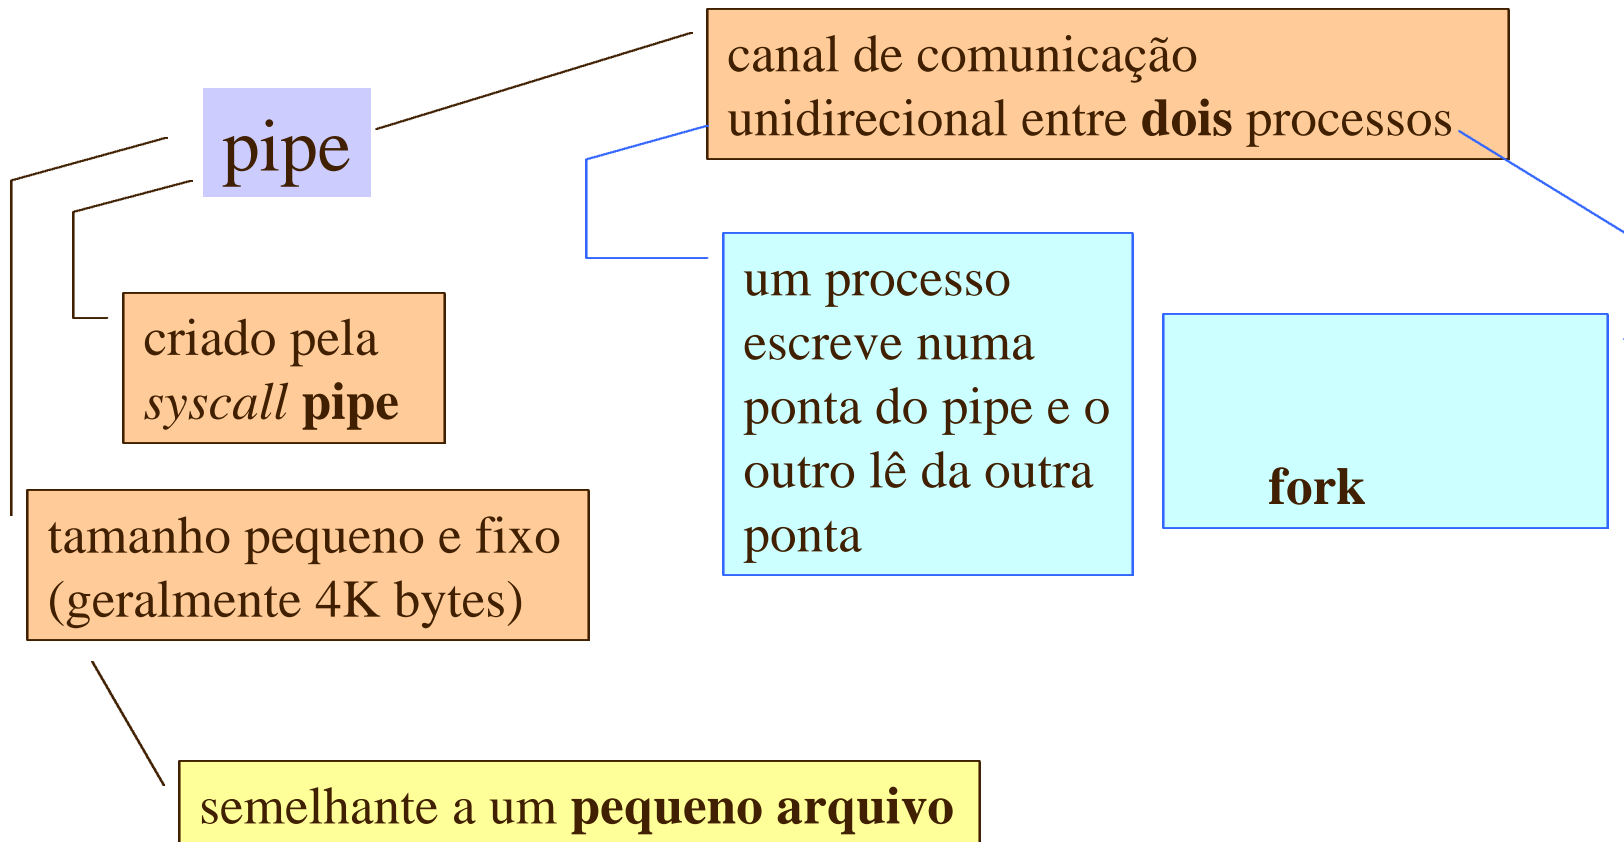 pipe
canal de comunicação
unidirecional entre dois processos
criado pela
syscall pipe
tamanho pequeno e fixo
(geralmente 4K bytes)
um processo
escreve numa
ponta do pipe e o
outro lê da outra
ponta
fork
semelhante a um pequeno arquivo